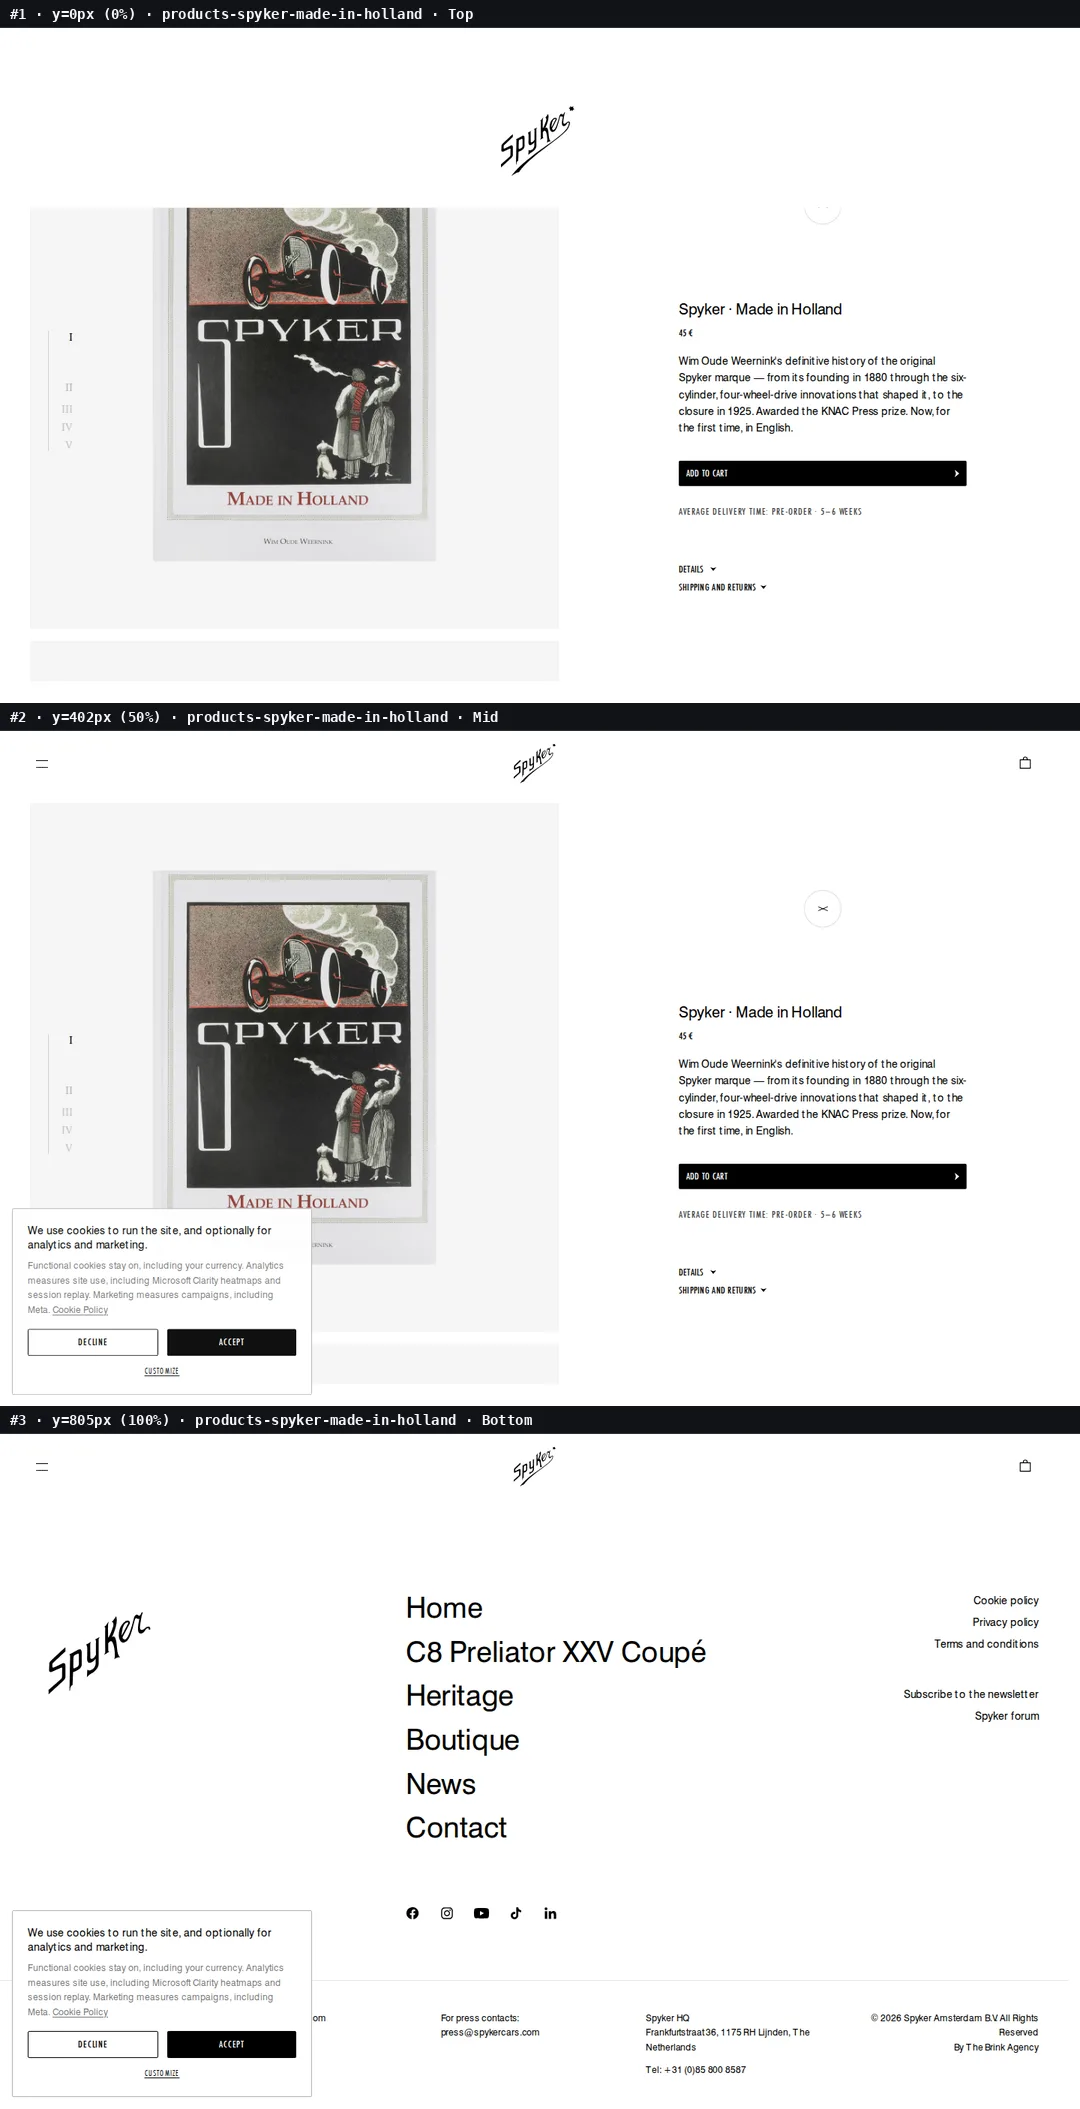 #1 · y=0px (0%) · products-spyker-made-in-holland · Top
Spyker
SPYKER
MADE IN HOLLAND
WIM OUDE WEERNINK
I
II
III
IV
V
Spyker · Made in Holland
45 €
Wim Oude Weernink's definitive history of the original
Spyker marque — from its founding in 1880 through the six-
cylinder, four-wheel-drive innovations that shaped it, to the
closure in 1925. Awarded the KNAC Press prize. Now, for
the first time, in English.
ADD TO CART
AVERAGE DELIVERY TIME: PRE-ORDER · 5–6 WEEKS
DETAILS
SHIPPING AND RETURNS
#2 · y=402px (50%) · products-spyker-made-in-holland · Mid
Spyker
SPYKER
MADE IN HOLLAND
ERNINK
I
II
III
IV
V
Spyker · Made in Holland
45 €
Wim Oude Weernink's definitive history of the original
Spyker marque — from its founding in 1880 through the six-
cylinder, four-wheel-drive innovations that shaped it, to the
closure in 1925. Awarded the KNAC Press prize. Now, for
the first time, in English.
ADD TO CART
AVERAGE DELIVERY TIME: PRE-ORDER · 5–6 WEEKS
DETAILS
SHIPPING AND RETURNS
We use cookies to run the site, and optionally for
analytics and marketing.
Functional cookies stay on, including your currency. Analytics
measures site use, including Microsoft Clarity heatmaps and
session replay. Marketing measures campaigns, including
Meta. Cookie Policy
DECLINE
ACCEPT
CUSTOMIZE
#3 · y=805px (100%) · products-spyker-made-in-holland · Bottom
Spyker
Spyker
Home
C8 Preliator XXV Coupé
Heritage
Boutique
News
Contact
Cookie policy
Privacy policy
Terms and conditions
Subscribe to the newsletter
Spyker forum
We use cookies to run the site, and optionally for
analytics and marketing.
Functional cookies stay on, including your currency. Analytics
measures site use, including Microsoft Clarity heatmaps and
session replay. Marketing measures campaigns, including
Meta. Cookie Policy
DECLINE
ACCEPT
CUSTOMIZE
om
For press contacts:
press@spykercars.com
Spyker HQ
Frankfurtstraat 36, 1175 RH Lijnden, The
Netherlands
Tel: +31 (0)85 800 8587
© 2026 Spyker Amsterdam B.V. All Rights
Reserved
By The Brink Agency